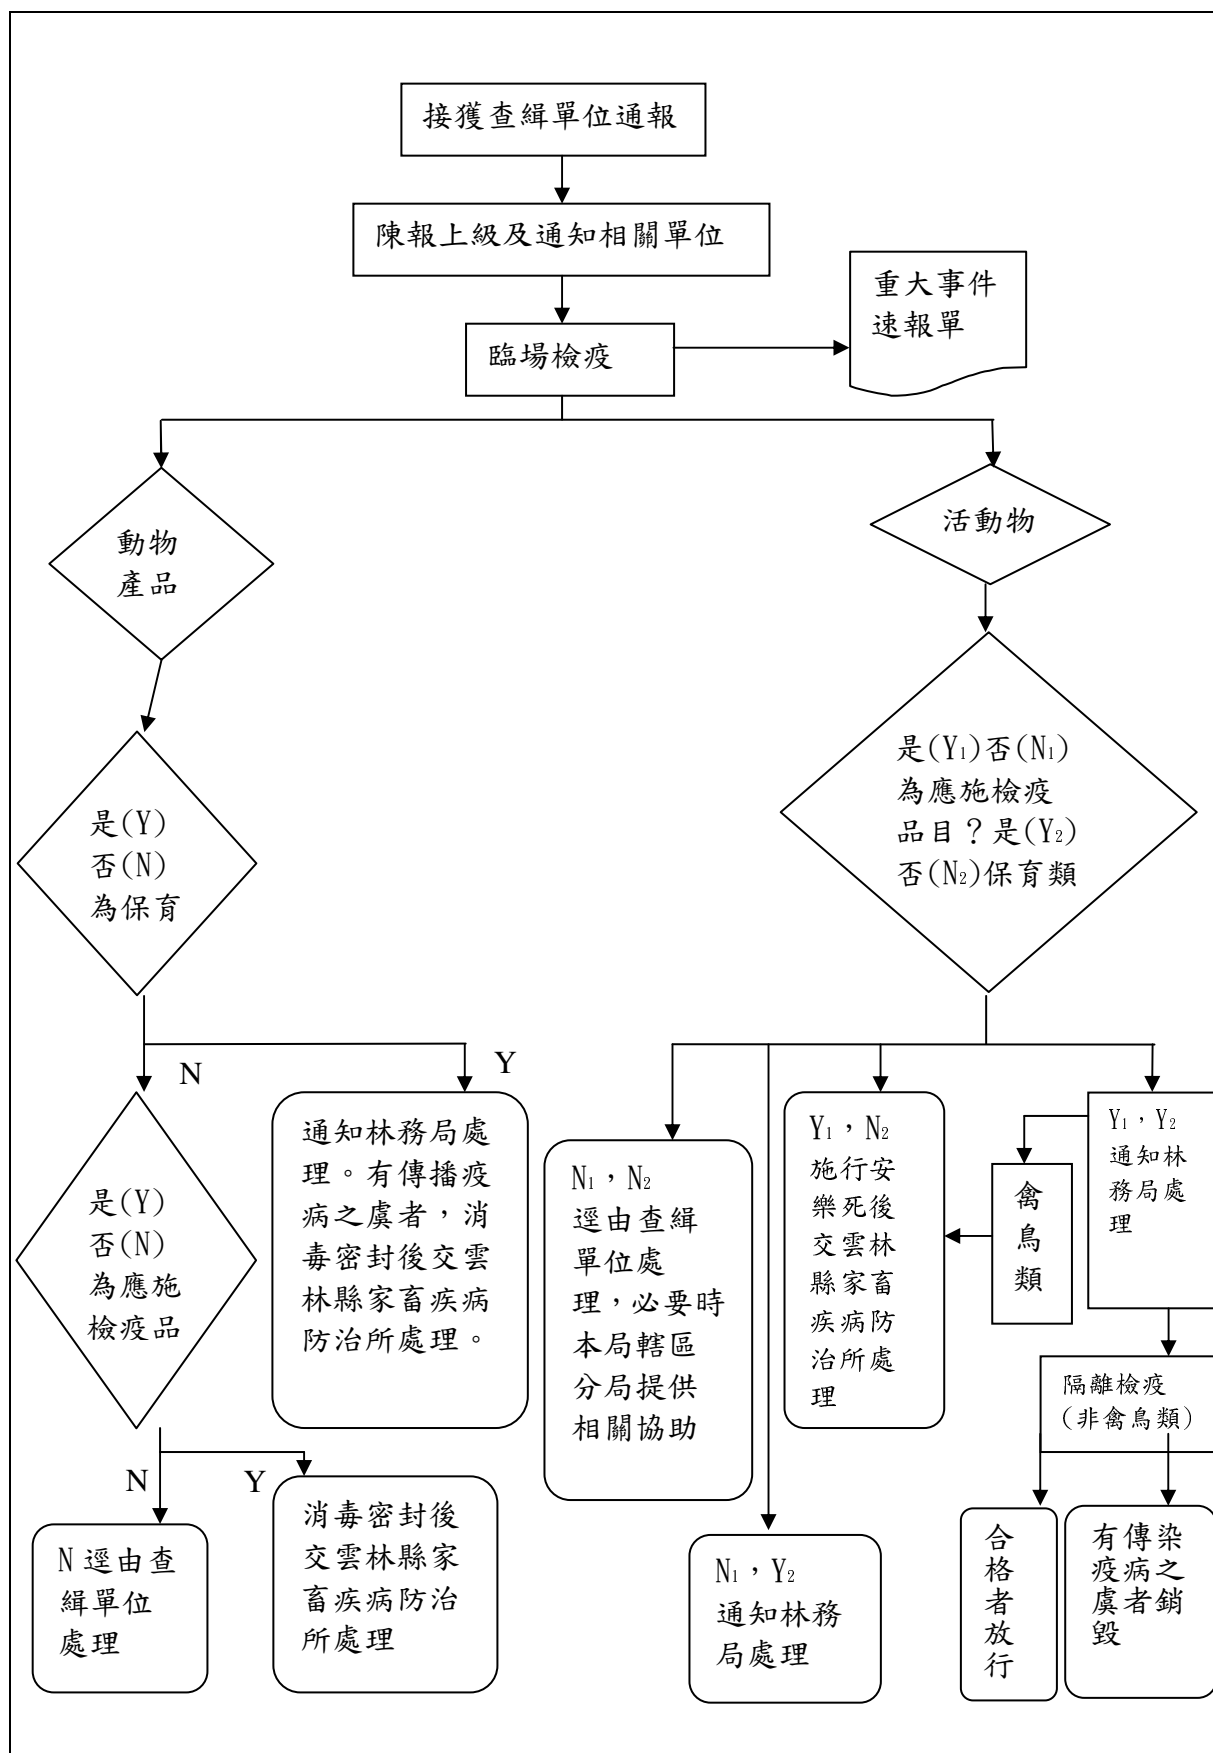 接獲查緝單位通報
陳報上級及通知相關單位
重大事件
速報單
臨場檢疫
動物
產品
活動物
是(Y)
否(N)
為保育
是(Y₁)否(N₁)
為應施檢疫
品目？是(Y₂)
否(N₂)保育類
N
Y
是(Y)
否(N)
為應施
檢疫品
通知林務局處
理。有傳播疫
病之虞者，消
毒密封後交雲
林縣家畜疾病
防治所處理。
N₁，N₂
逕由查緝
單位處
理，必要時
本局轄區
分局提供
相關協助
Y₁，N₂
施行安
樂死後
交雲林
縣家畜
疾病防
治所處
理
禽
鳥
類
Y₁，Y₂
通知林
務局處
理
隔離檢疫
(非禽鳥類)
N
Y
N 逕由查
緝單位
處理
消毒密封後
交雲林縣家
畜疾病防治
所處理
N₁，Y₂
通知林務
局處理
合
格
者
放
行
有傳染
疫病之
虞者銷
毀